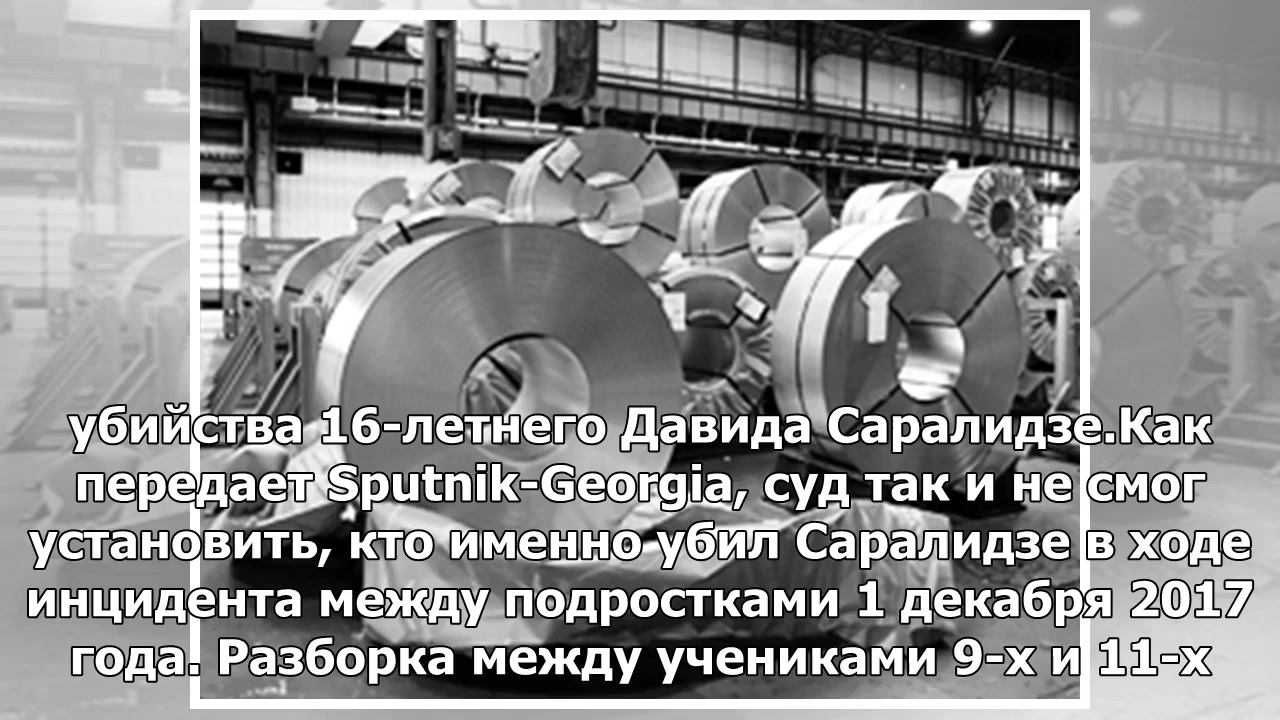 убийства 16-летнего Давида Саралидзе.Как
передает Sputnik-Georgia, суд так и не смог
установить, кто именно убил Саралидзе в ходе
инцидента между подростками 1 декабря 2017
года. Разборка между учениками 9-х и 11-х